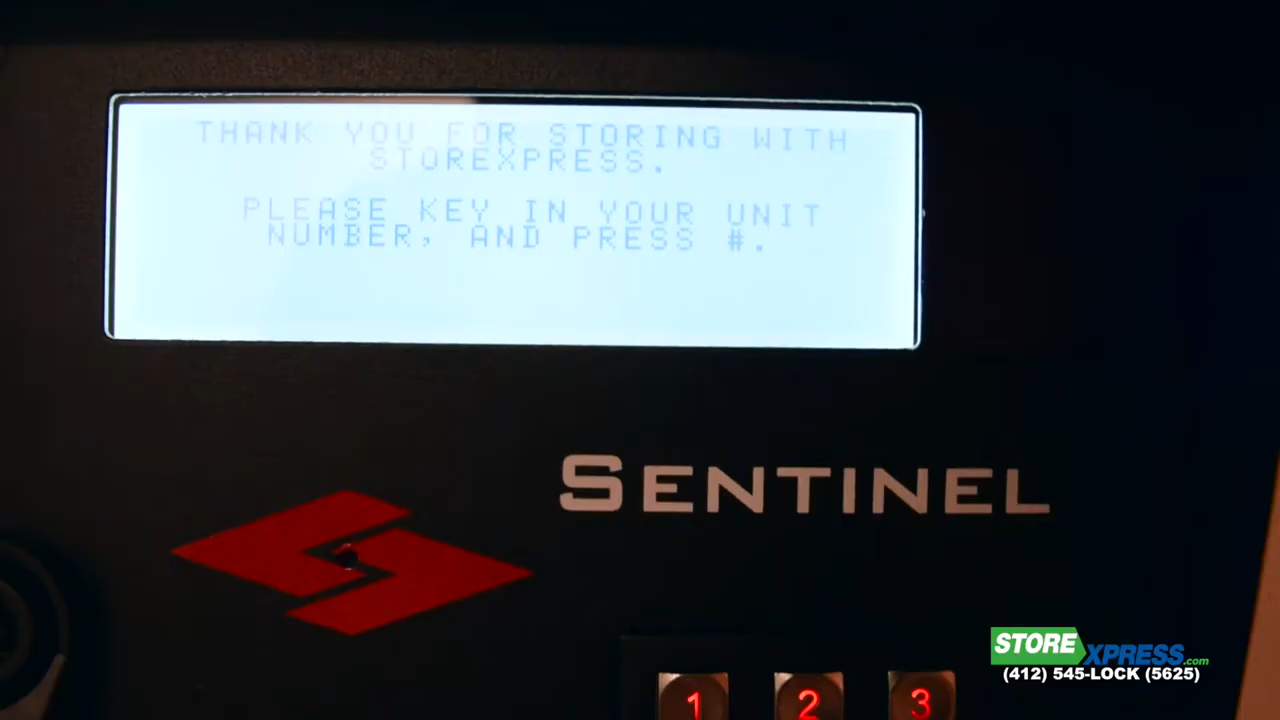 THANK YOU FOR STORING WITH
STOREXPRESS.
PLEASE KEY IN YOUR UNIT
NUMBER, AND PRESS #.
SENTINEL
1 2 3
STORE XPRESS.com
(412) 545-LOCK (5625)